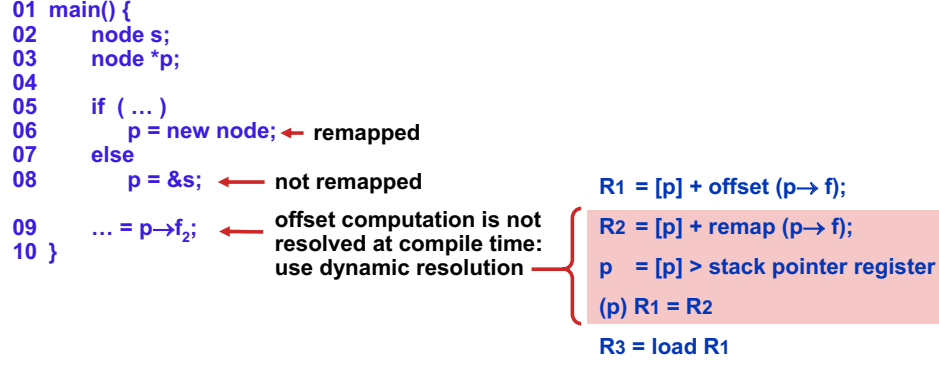 01 main() {
02 node s;
03 node *p;
04
05 if ( … )
06 p = new node; remapped
07 else
08 p = &s; not remapped
09 … = p→f2;
10 }
offset computation is not
resolved at compile time:
use dynamic resolution
R1 = [p] + offset (p→ f);
R2 = [p] + remap (p→ f);
p = [p] > stack pointer register
(p) R1 = R2
R3 = load R1